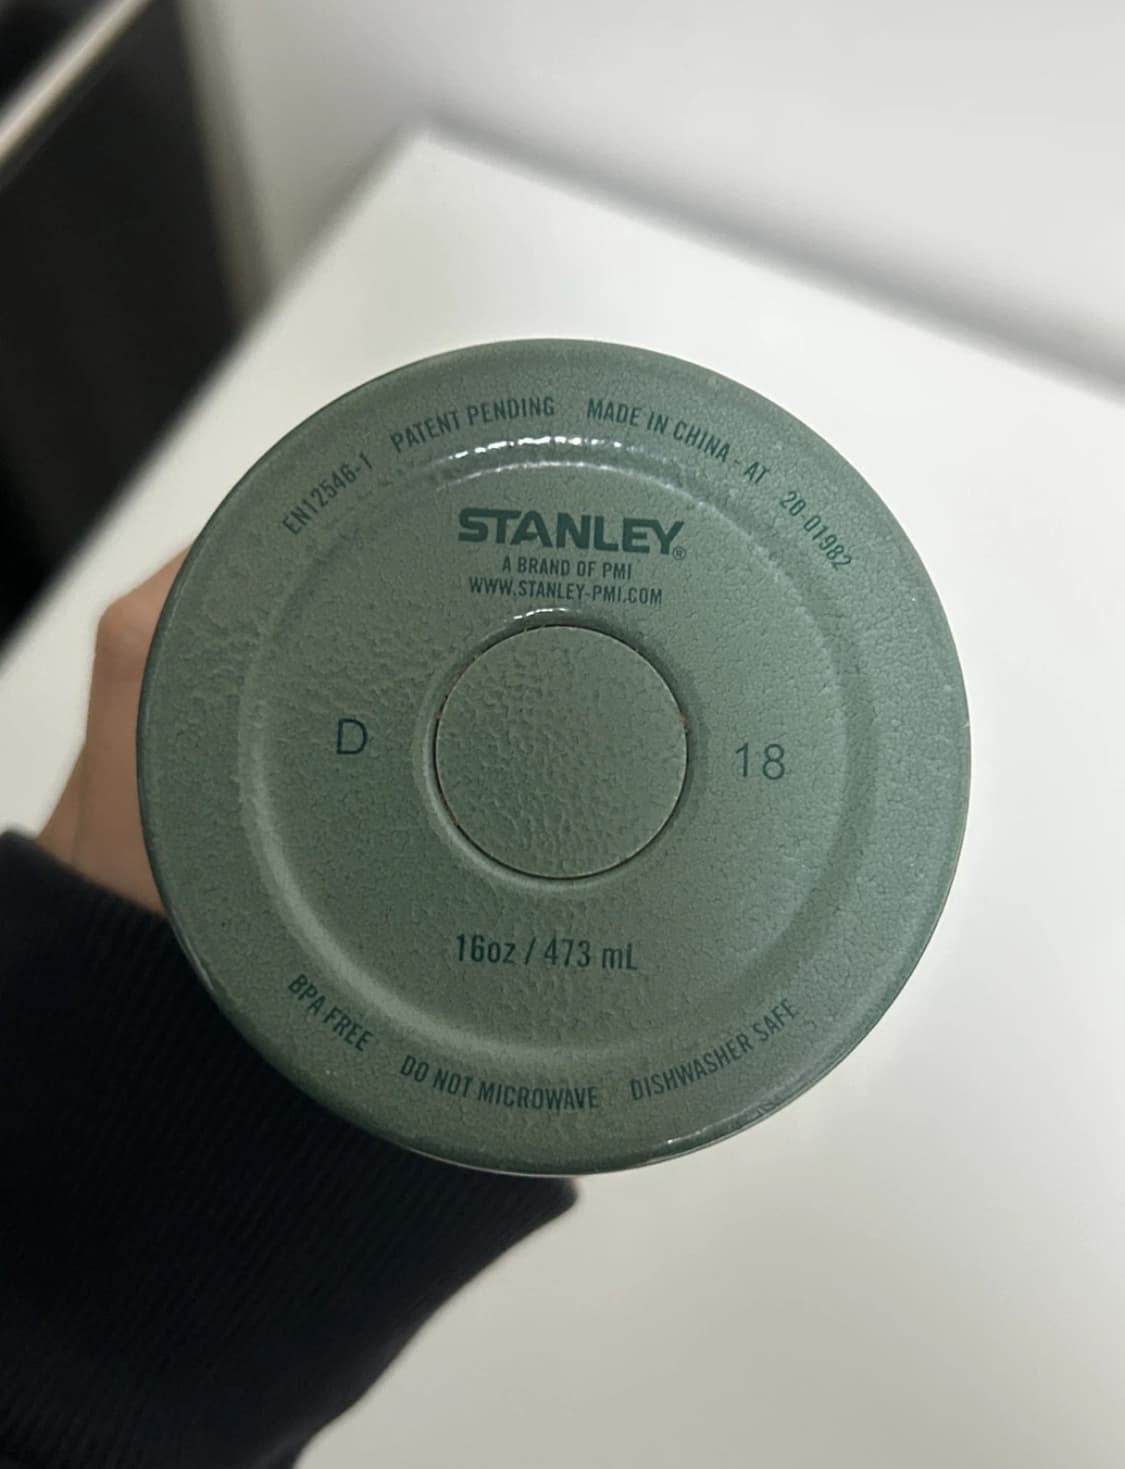 EN12546-1 PATENT PENDING MADE IN CHINA - AT 20-01982
STANLEY®
A BRAND OF PMI
WWW.STANLEY-PMI.COM
D 18
16oz / 473 mL
BPA FREE DO NOT MICROWAVE DISHWASHER SAFE